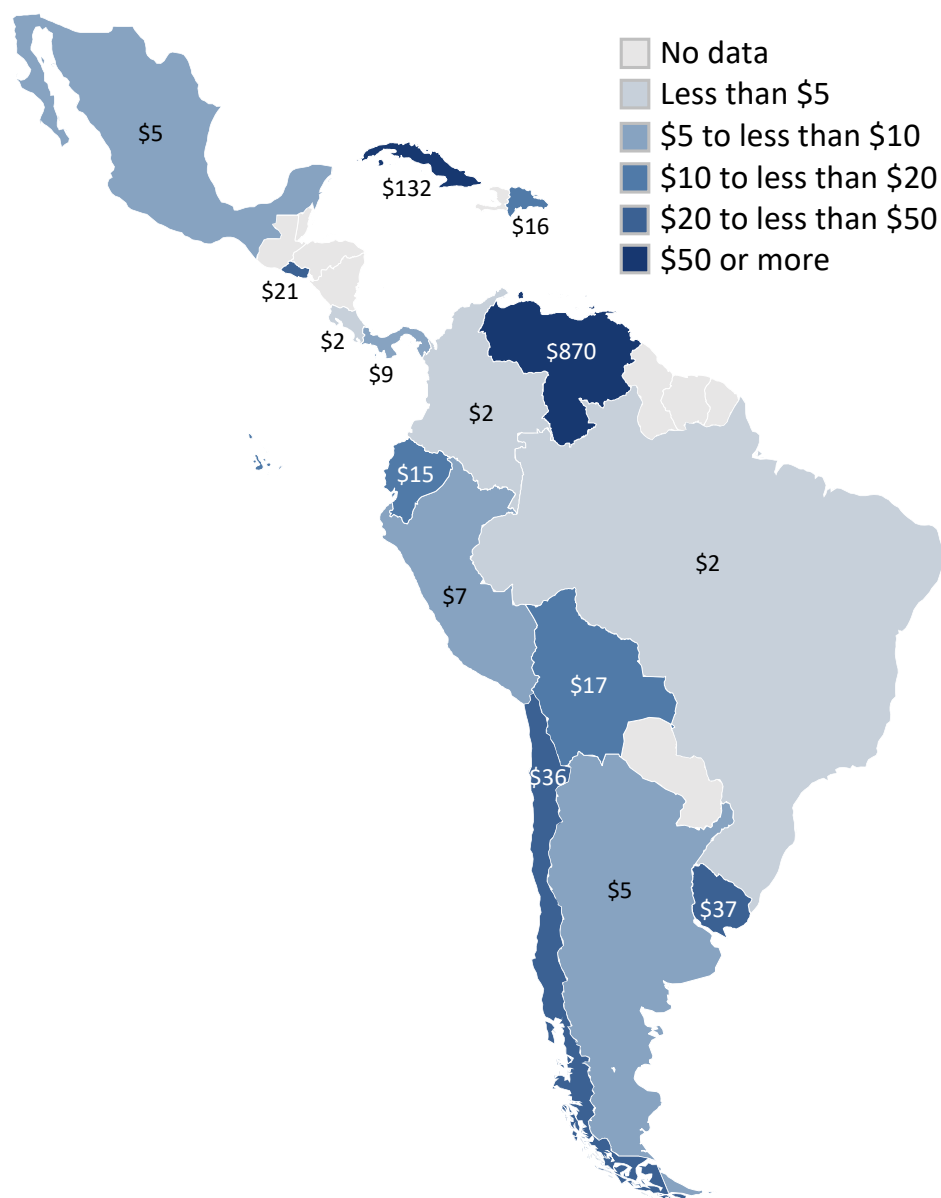 No data
Less than $5
$5 to less than $10
$10 to less than $20
$20 to less than $50
$50 or more
$5
$132
$16
$21
$2
$9
$870
$2
$15
$2
$7
$17
$36
$5
$37